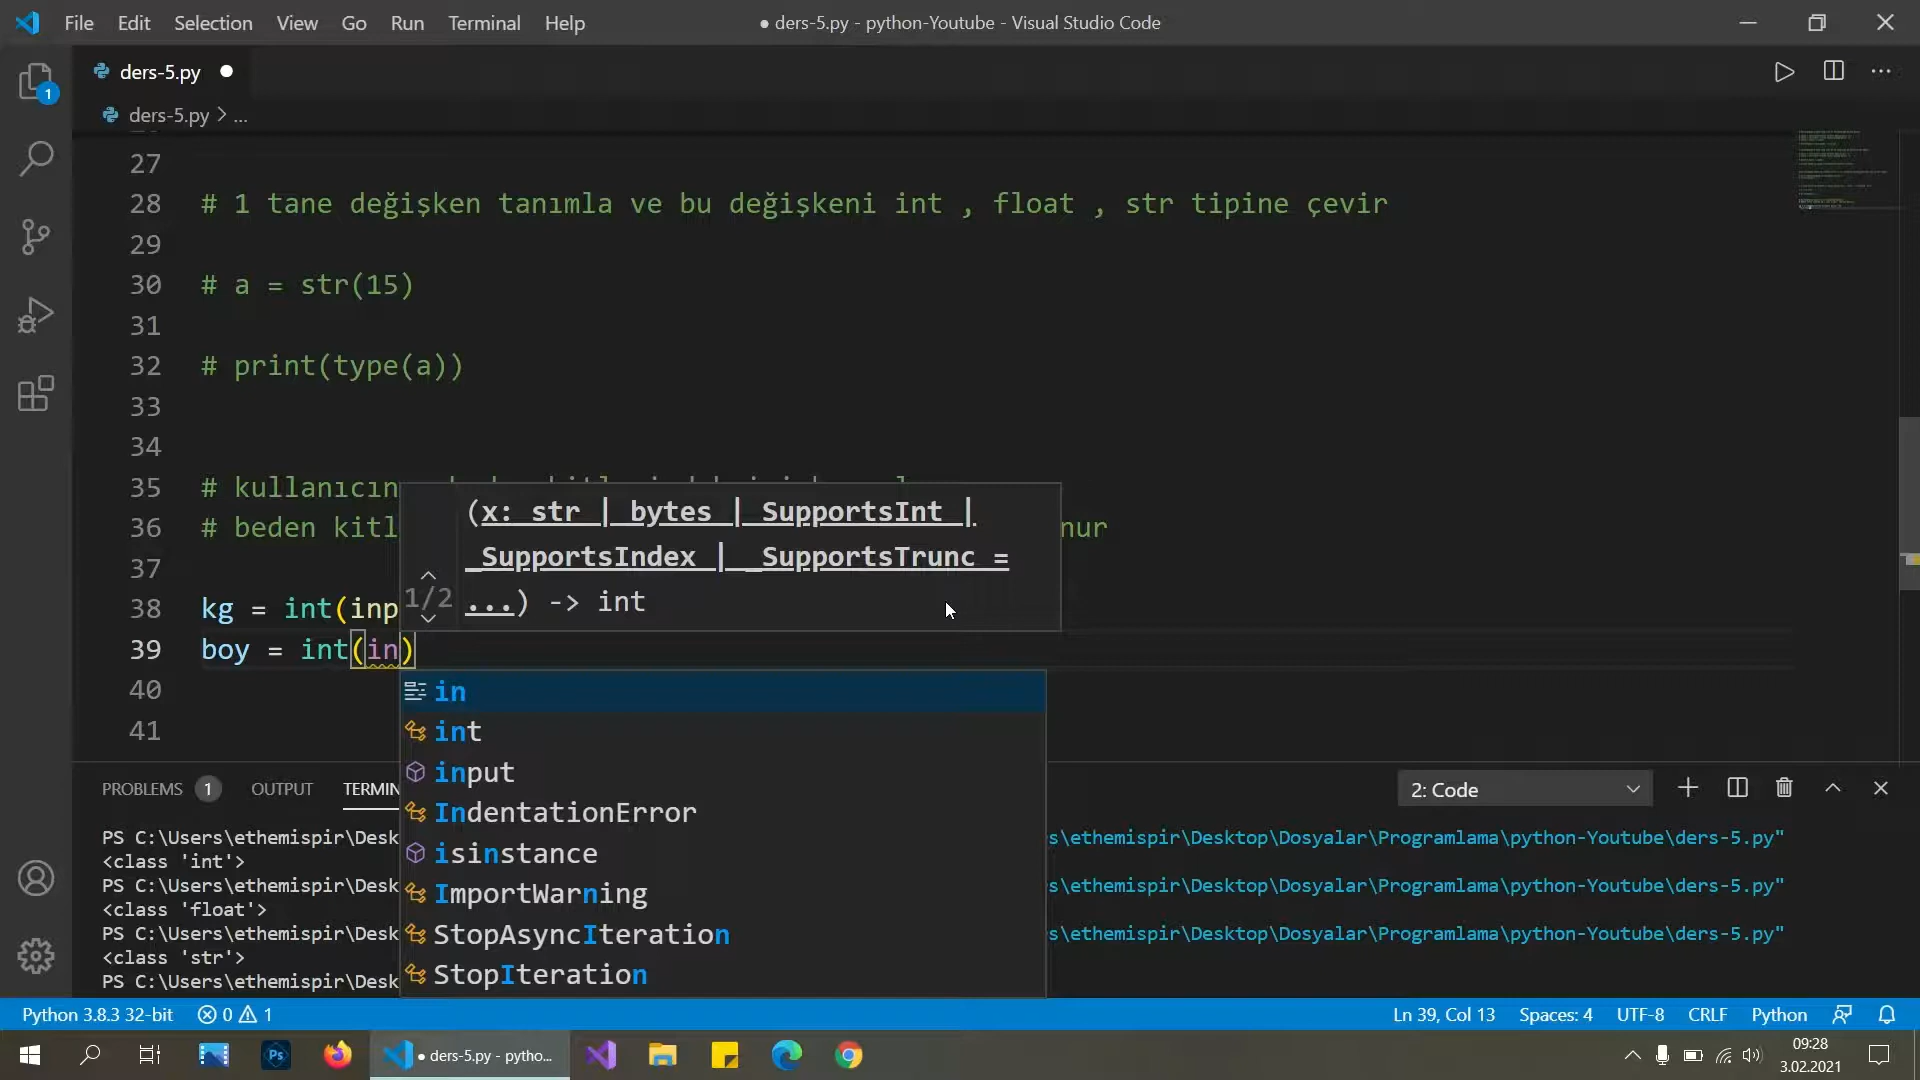 File Edit Selection View Go Run Terminal Help
● ders-5.py - python-Youtube - Visual Studio Code
ders-5.py ●
1
ders-5.py > ...
27
28 # 1 tane değişken tanımla ve bu değişkeni int , float , str tipine çevir
29
30 # a = str(15)
31
32 # print(type(a))
33
34
35 # kullanıcın
36 # beden kitl nur
37
38 kg = int(inp
39 boy = int(in)
40
41
(x: str | bytes | SupportsInt |
_SupportsIndex | _SupportsTrunc =
1/2 ...) -> int
in
int
input
IndentationError
isinstance
ImportWarning
StopAsyncIteration
StopIteration
PROBLEMS 1 OUTPUT TERMIN
2: Code
PS C:\Users\ethemispir\Desk s\ethemispir\Desktop\Dosyalar\Programlama\python-Youtube\ders-5.py"
<class 'int'>
PS C:\Users\ethemispir\Desk s\ethemispir\Desktop\Dosyalar\Programlama\python-Youtube\ders-5.py"
<class 'float'>
PS C:\Users\ethemispir\Desk s\ethemispir\Desktop\Dosyalar\Programlama\python-Youtube\ders-5.py"
<class 'str'>
PS C:\Users\ethemispir\Desk
Python 3.8.3 32-bit 0 1
Ln 39, Col 13 Spaces: 4 UTF-8 CRLF Python
Ps
● ders-5.py - pytho...
09:28
3.02.2021